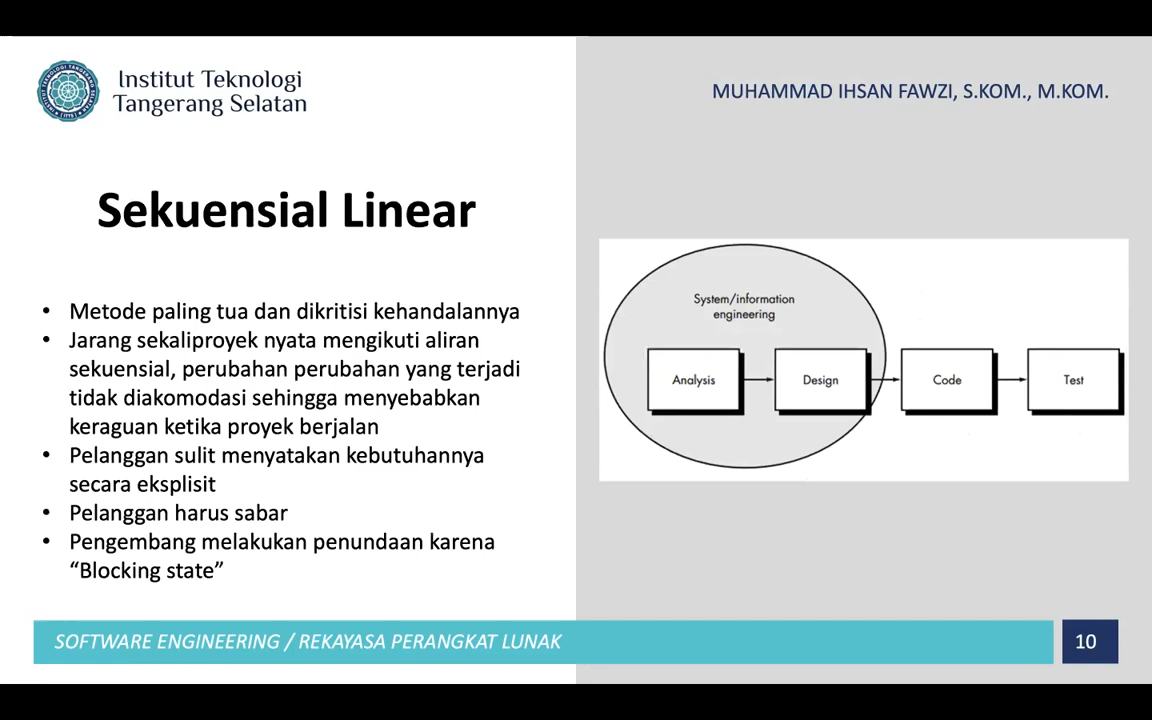 Institut Teknologi
Tangerang Selatan
MUHAMMAD IHSAN FAWZI, S.KOM., M.KOM.
Sekuensial Linear
• Metode paling tua dan dikritisi kehandalannya
• Jarang sekaliproyek nyata mengikuti aliran
sekuensial, perubahan perubahan yang terjadi
tidak diakomodasi sehingga menyebabkan
keraguan ketika proyek berjalan
• Pelanggan sulit menyatakan kebutuhannya
secara eksplisit
• Pelanggan harus sabar
• Pengembang melakukan penundaan karena
“Blocking state”
System/information
engineering
Analysis
Design
Code
Test
SOFTWARE ENGINEERING / REKAYASA PERANGKAT LUNAK
10